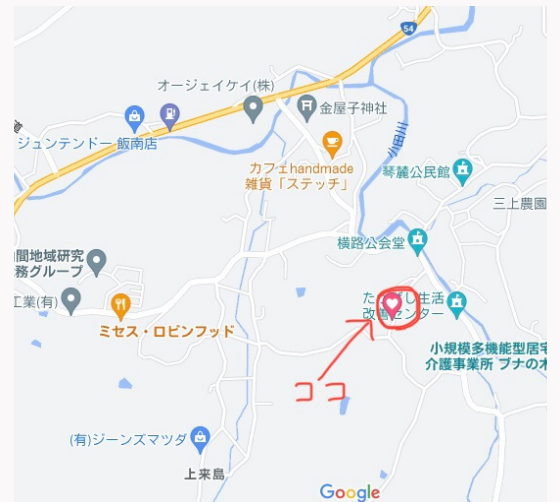 54
オージェイケイ(株)
金屋子神社
ジュンテンドー 飯南店
小田川
カフェhandmade
雑貨「ステッチ」
琴麓公民館
三上農園
横路公会堂
間地域研究
務グループ
工業(有)
ミセス・ロビンフッド
し生活
改善センター
小規模多機能型居宅
介護事業所 ブナの木
ココ
(有)ジーンズマツダ
上来島
Google